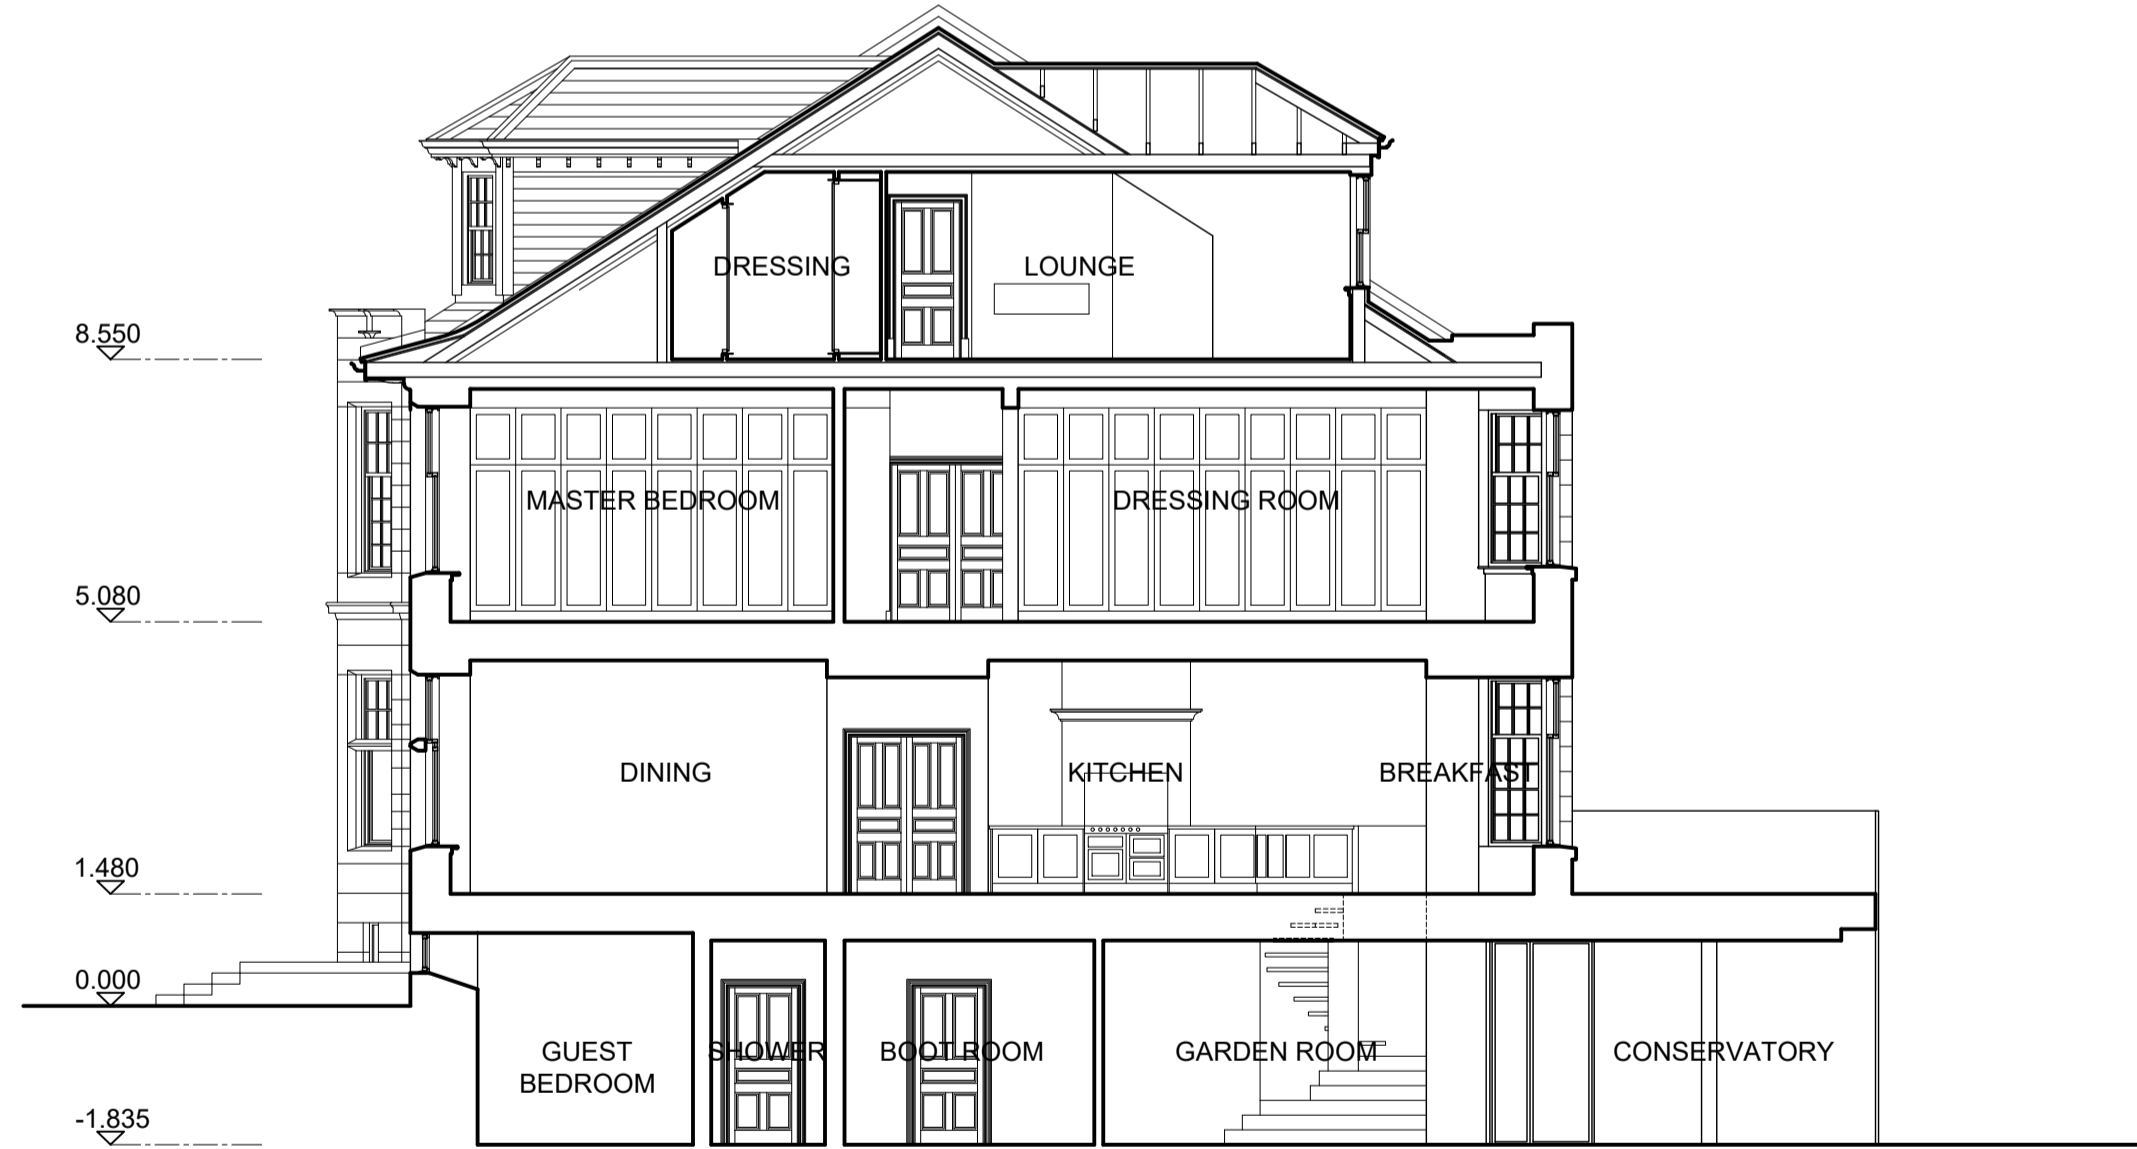 DRESSING
LOUNGE
8.550
MASTER BEDROOM
DRESSING ROOM
5.080
DINING
KITCHEN
BREAKFAST
1.480
0.000
GUEST
BEDROOM
SHOWER
BOOT ROOM
GARDEN ROOM
CONSERVATORY
-1.835